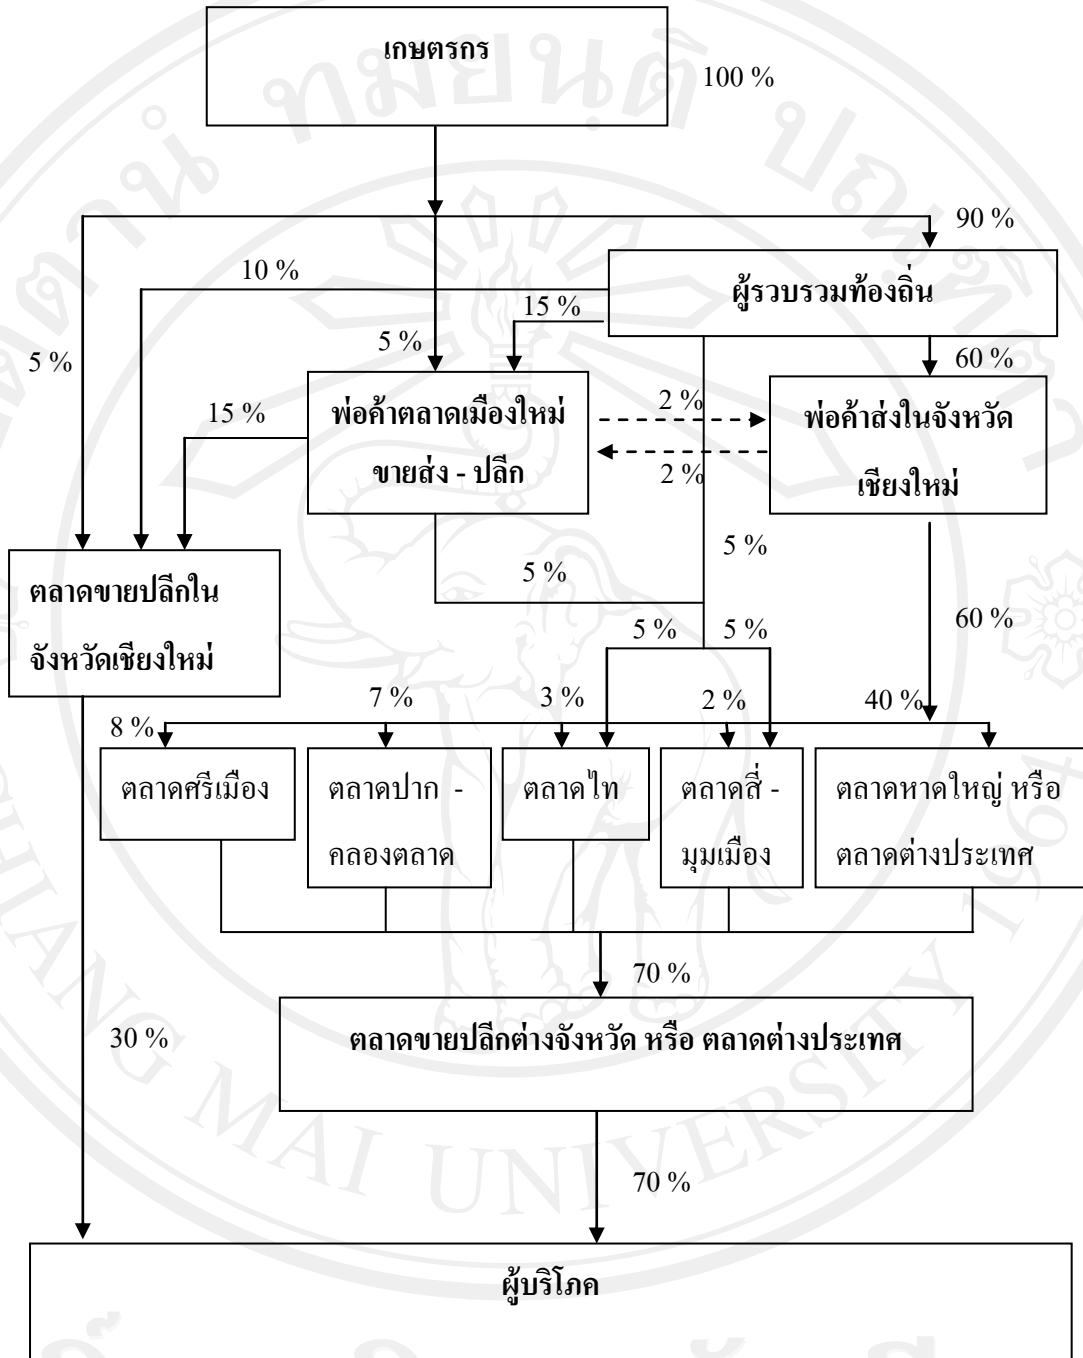 เกษตรกร
100 %
90 %
10 %
ผู้รวบรวมท้องถิ่น
15 %
5 %
5 %
60 %
15 %
พ่อค้าตลาดเมืองใหม่
ขายส่ง - ปลีก
2 %
2 %
พ่อค้าส่งในจังหวัด
เชียงใหม่
5 %
5 %
ตลาดขายปลีกใน
จังหวัดเชียงใหม่
5 %
5 %
60 %
8 %
7 %
3 %
2 %
40 %
ตลาดศรีเมือง
ตลาดปาก -
คลองตลาด
ตลาดไท
ตลาดสี่ -
มุมเมือง
ตลาดหาดใหญ่ หรือ
ตลาดต่างประเทศ
70 %
30 %
ตลาดขายปลีกต่างจังหวัด หรือ ตลาดต่างประเทศ
70 %
ผู้บริโภค
CHIANG MAI UNIVERSITY 1964